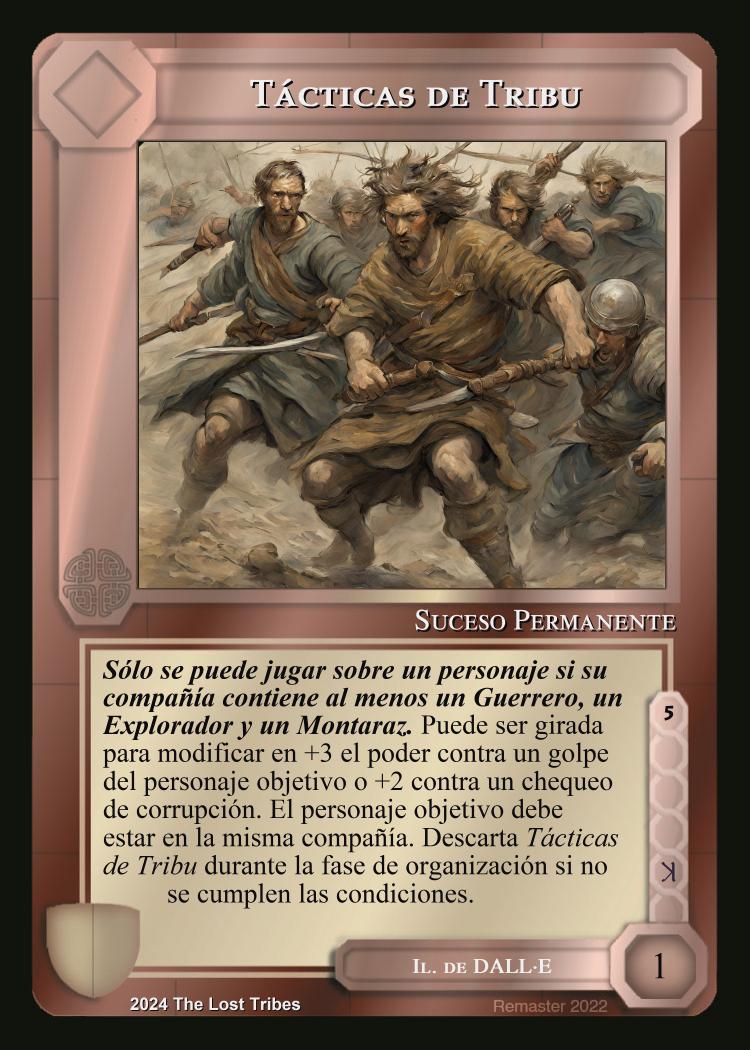 Tácticas de Tribu
Suceso Permanente
Sólo se puede jugar sobre un personaje si su
compañía contiene al menos un Guerrero, un
Explorador y un Montaraz. Puede ser girada
para modificar en +3 el poder contra un golpe
del personaje objetivo o +2 contra un chequeo
de corrupción. El personaje objetivo debe
estar en la misma compañía. Descarta Tácticas
de Tribu durante la fase de organización si no
se cumplen las condiciones.
5
Il. de DALL·E
1
2024 The Lost Tribes
Remaster 2022